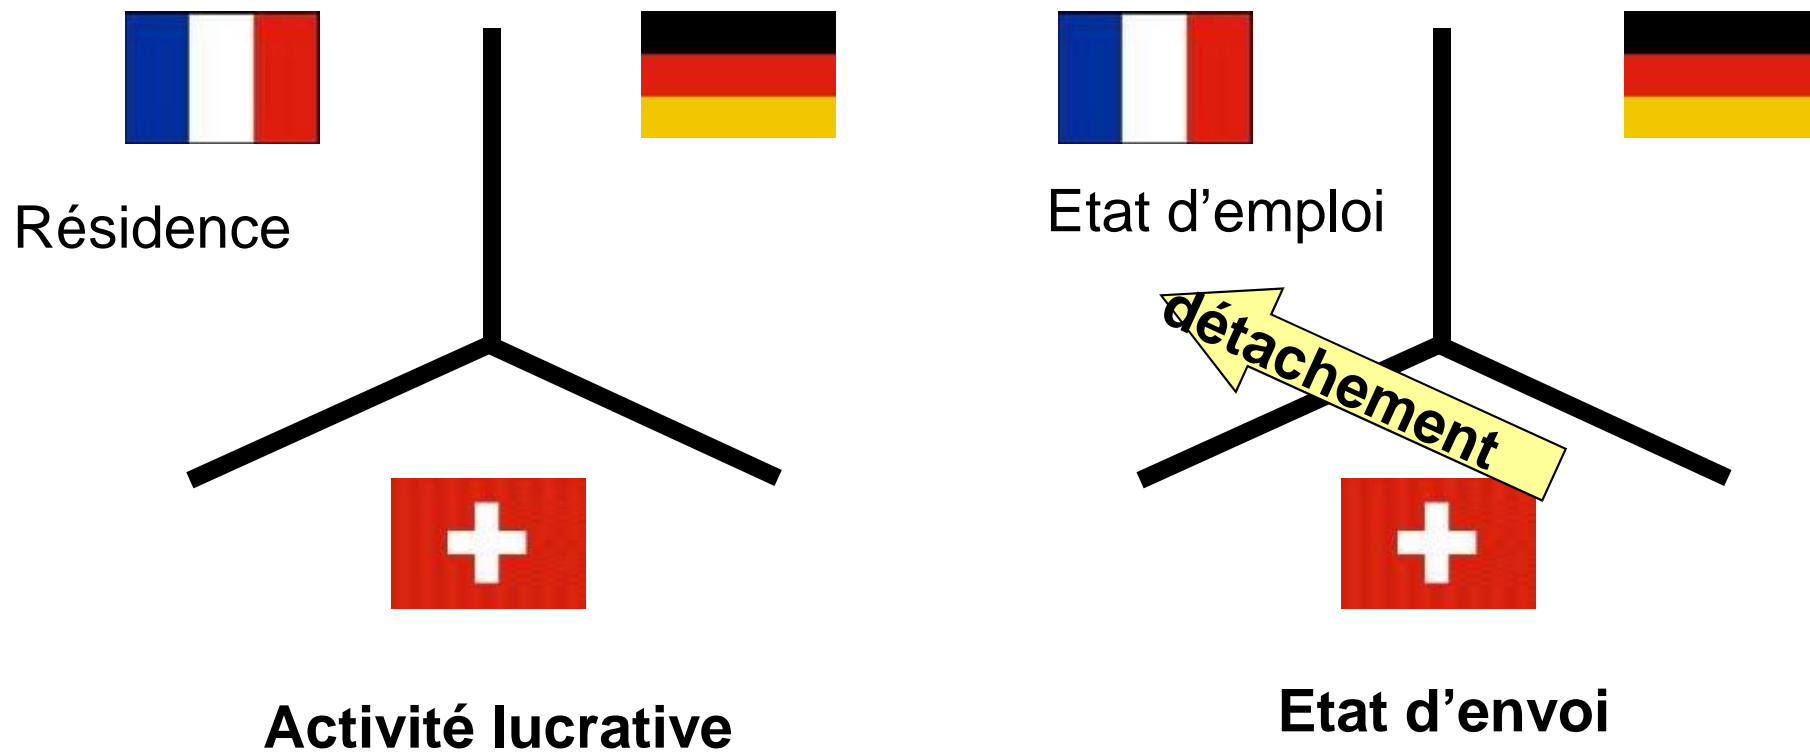 Résidence
Activité lucrative
Etat d’emploi
détachement
Etat d’envoi